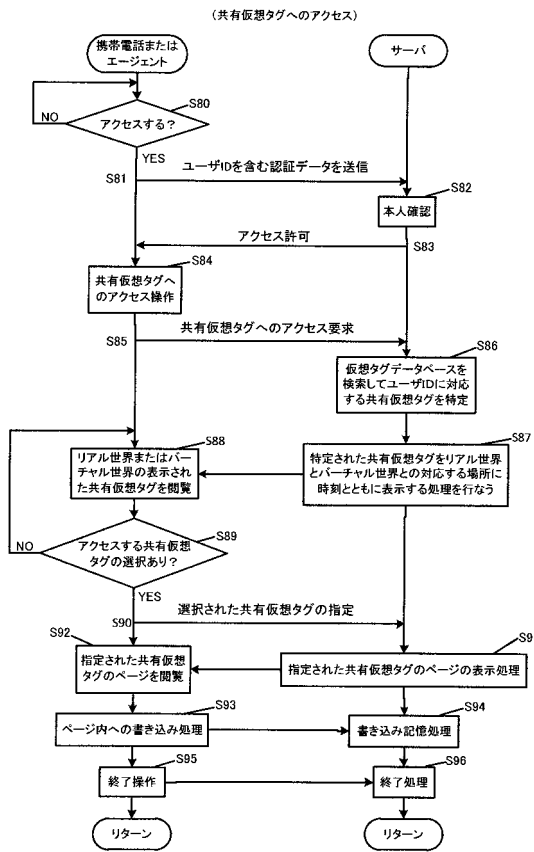 (共有仮想タグへのアクセス)
携帯電話または
エージェント
サーバ
S80
アクセスする？
NO
YES
S81
ユーザIDを含む認証データを送信
S82
本人確認
アクセス許可
S83
S84
共有仮想タグへ
のアクセス操作
S85
共有仮想タグへのアクセス要求
S86
仮想タグデータベースを
検索してユーザIDに対応
する共有仮想タグを特定
S87
特定された共有仮想タグをリアル世界
とバーチャル世界との対応する場所に
時刻とともに表示する処理を行なう
S88
リアル世界またはバー
チャル世界の表示され
た共有仮想タグを閲覧
S89
アクセスする共有仮想
タグの選択あり？
NO
YES
S90
選択された共有仮想タグの指定
S9
指定された共有仮想タグのページの表示処理
S92
指定された共有仮想
タグのページを閲覧
S93
ページ内への書き込み処理
S94
書き込み記憶処理
S95
終了操作
S96
終了処理
リターン
リターン